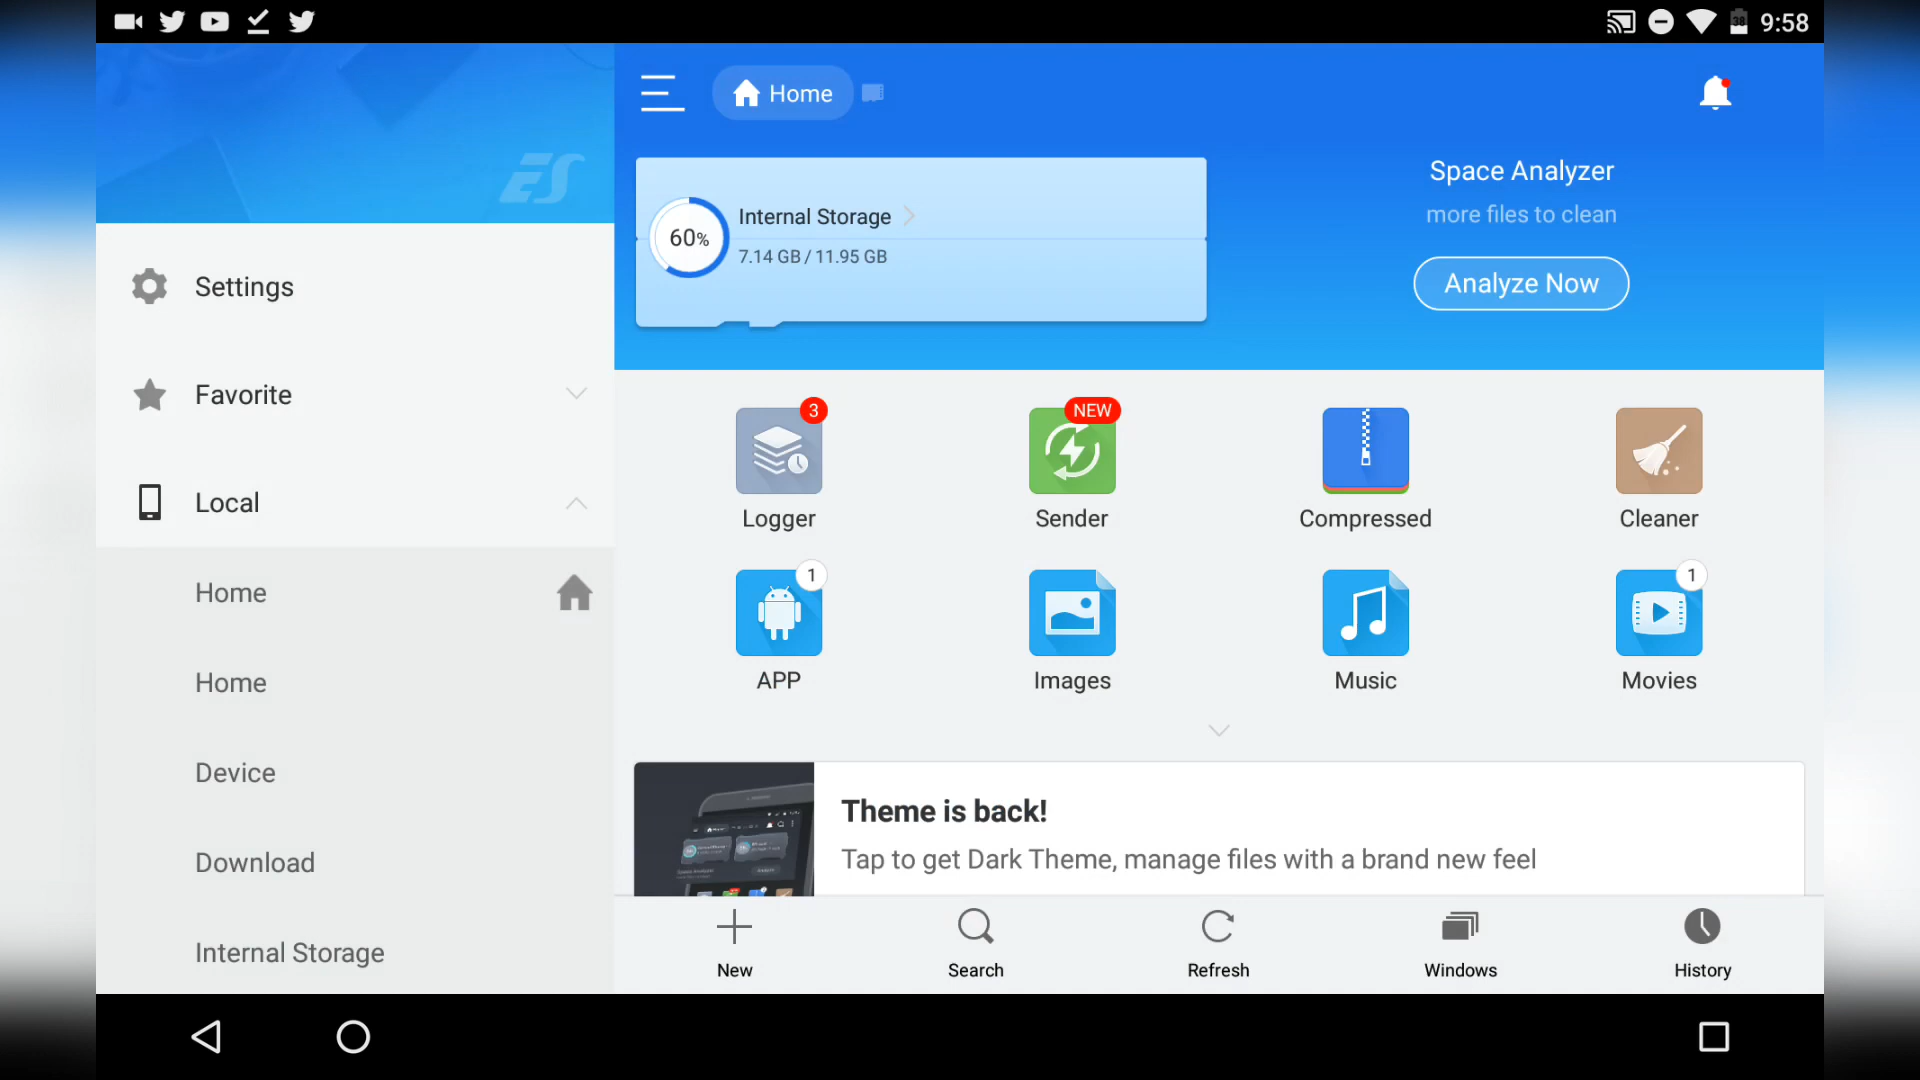 38
9:58
ES
Settings
Favorite
Local
Home
Home
Device
Download
Internal Storage
Home
60%
Internal Storage
7.14 GB / 11.95 GB
Space Analyzer
more files to clean
Analyze Now
3
Logger
NEW
Sender
Compressed
Cleaner
1
APP
Images
Music
1
Movies
Theme is back!
Tap to get Dark Theme, manage files with a brand new feel
New
Search
Refresh
Windows
History